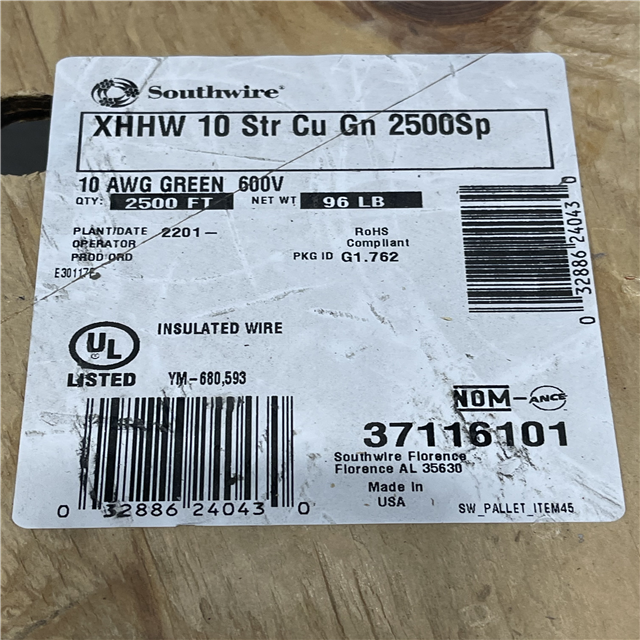 Southwire®
XHHW 10 Str Cu Gn 2500Sp
10 AWG GREEN 600V
QTY: 2500 FT NET WT 96 LB
PLANT/DATE 2201-
OPERATOR
PROD ORD
RoHS
Compliant
PKG ID G1.762
E30117E
0 32886 24043 0
UL
LISTED
INSULATED WIRE
YM-680,593
NOM-ANCE
37116101
Southwire Florence
Florence AL 35630
Made In
USA
0 32886 24043 0
SW_PALLET_ITEM45